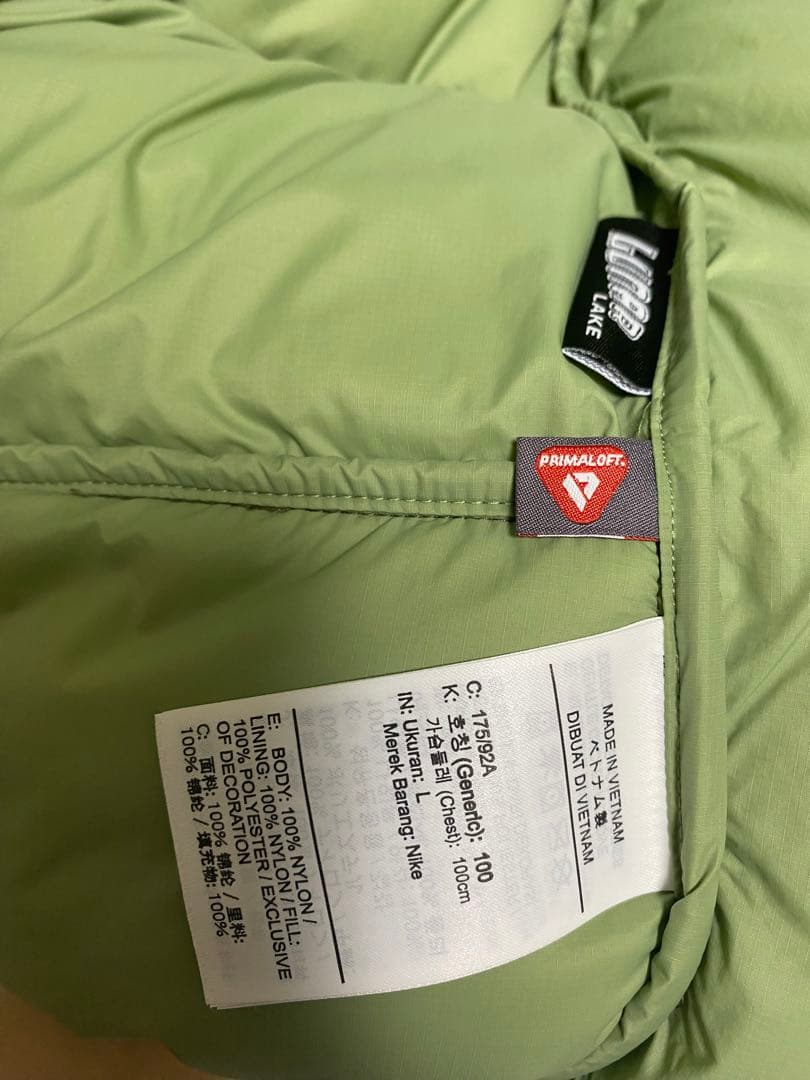 LUNAR
LAKE
PRIMALOFT.
MADE IN VIETNAM
ベトナム製
DIBUAT DI VIETNAM
C: 175/92A
K: 호칭 (Generic): 100
가슴둘레 (Chest): 100cm
IN: Ukuran: L
Merek Barang: Nike
E: BODY: 100% NYLON /
LINING: 100% NYLON / FILL:
100% POLYESTER / EXCLUSIVE
OF DECORATION
C: 面料: 100% 锦纶 / 里料:
100% 锦纶 / 填充物: 100%